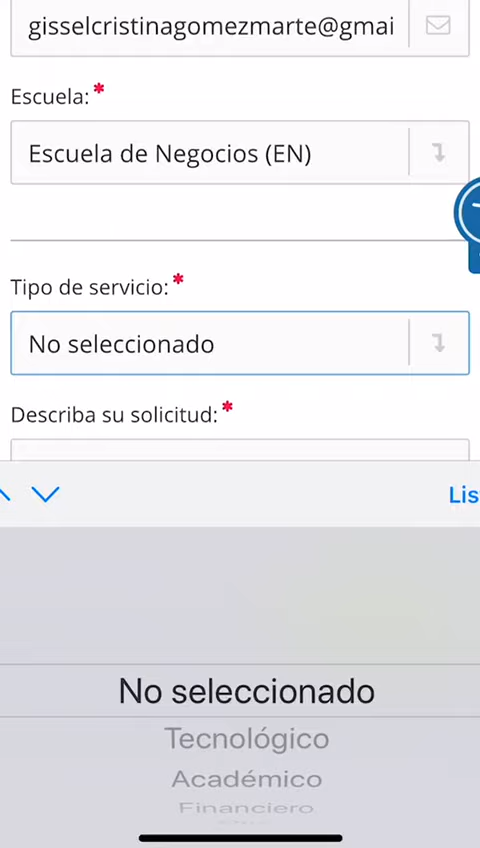 gisselcristinagomezmarte@gmai
Escuela:*
Escuela de Negocios (EN)
Tipo de servicio:*
No seleccionado
Describa su solicitud:*
Lis
No seleccionado
Tecnológico
Académico
Financiero